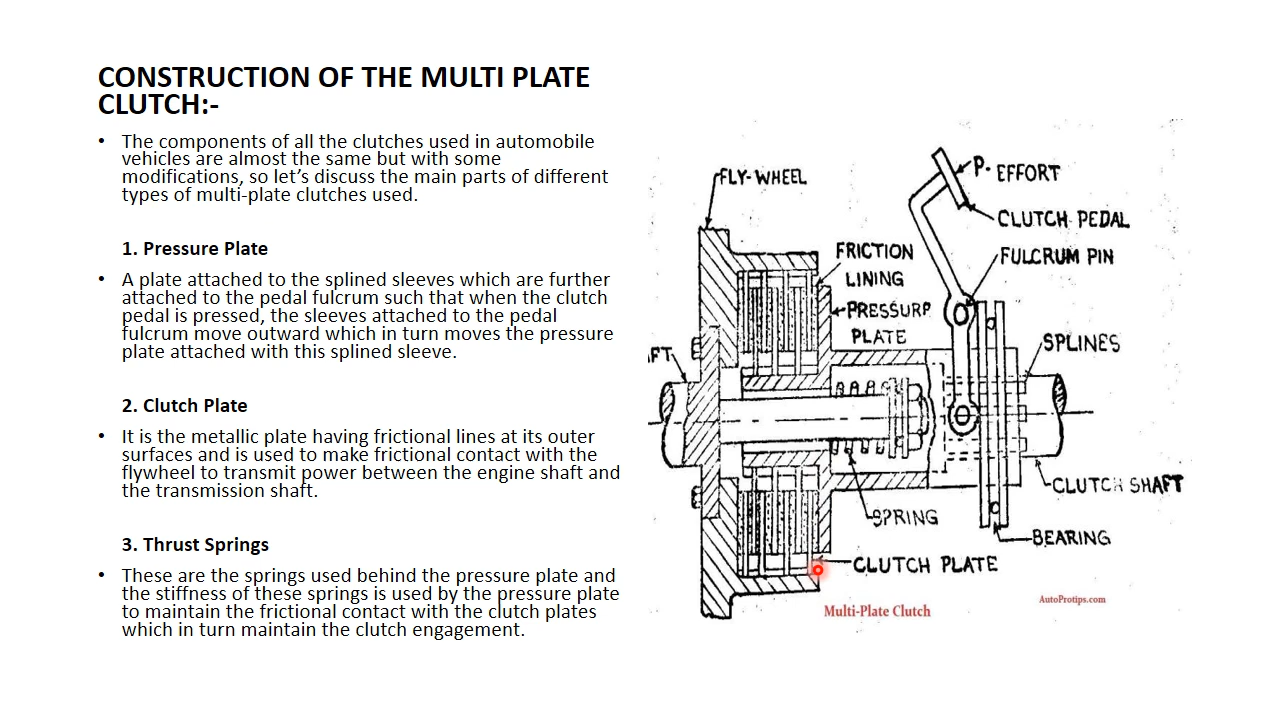 CONSTRUCTION OF THE MULTI PLATE
CLUTCH:-
• The components of all the clutches used in automobile
vehicles are almost the same but with some
modifications, so let's discuss the main parts of different
types of multi-plate clutches used.
1. Pressure Plate
• A plate attached to the splined sleeves which are further
attached to the pedal fulcrum such that when the clutch
pedal is pressed, the sleeves attached to the pedal
fulcrum move outward which in turn moves the pressure
plate attached with this splined sleeve.
2. Clutch Plate
• It is the metallic plate having frictional lines at its outer
surfaces and is used to make frictional contact with the
flywheel to transmit power between the engine shaft and
the transmission shaft.
3. Thrust Springs
• These are the springs used behind the pressure plate and
the stiffness of these springs is used by the pressure plate
to maintain the frictional contact with the clutch plates
which in turn maintain the clutch engagement.
FLY-WHEEL
P. EFFORT
CLUTCH PEDAL
FRICTION
LINING
FULCRUM PIN
PRESSURP
PLATE
SPLINES
AFT
CLUTCH SHAFT
SPRING
BEARING
CLUTCH PLATE
AutoProtips.com
Multi-Plate Clutch